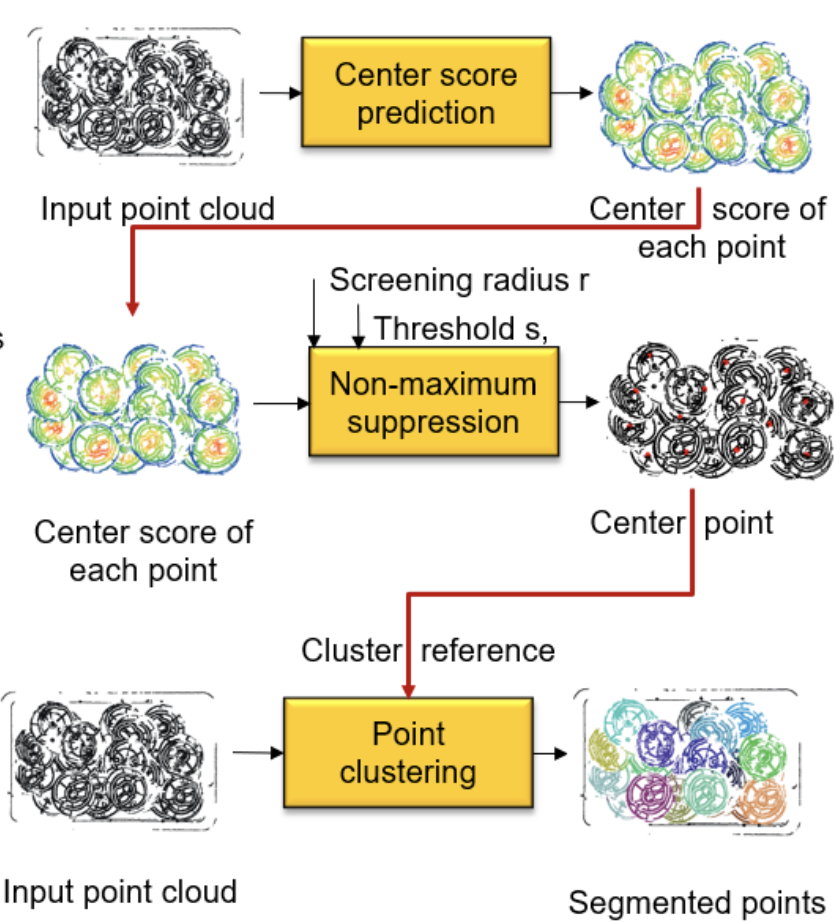 Center score
prediction
Input point cloud
Center score of
each point
Screening radius r
Threshold s,
s
Non-maximum
suppression
Center score of
each point
Center point
Cluster reference
Point
clustering
Input point cloud
Segmented points